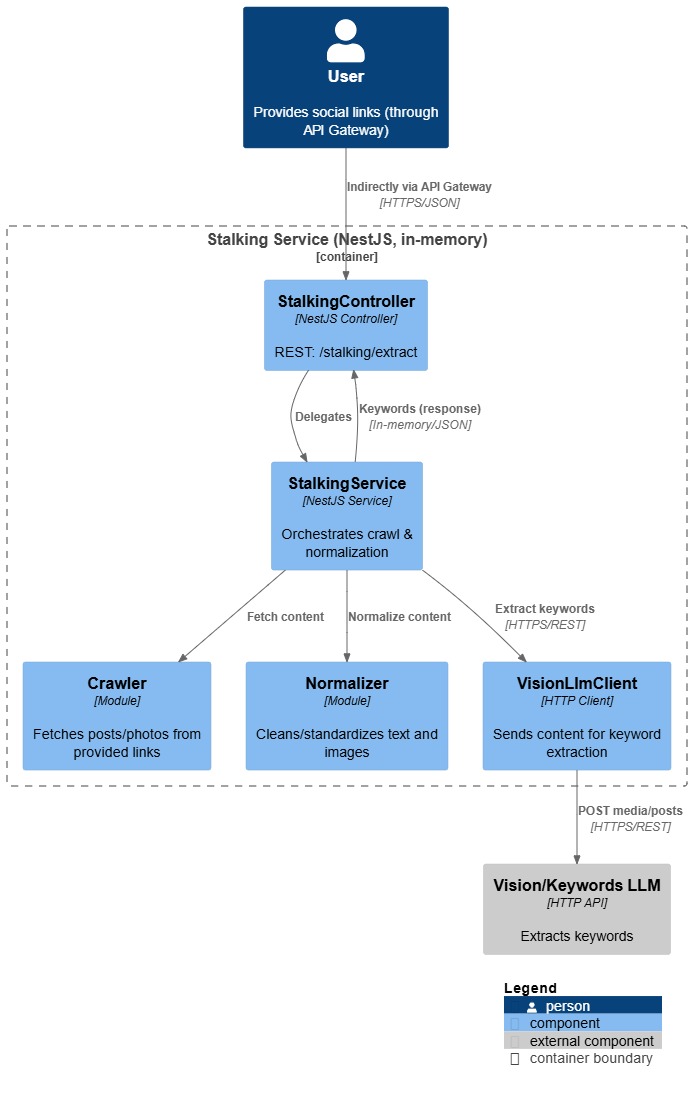 User
Provides social links (through
API Gateway)
Indirectly via API Gateway
[HTTPS/JSON]
Stalking Service (NestJS, in-memory)
[container]
StalkingController
[NestJS Controller]
REST: /stalking/extract
Delegates
Keywords (response)
[In-memory/JSON]
StalkingService
[NestJS Service]
Orchestrates crawl &
normalization
Fetch content
Normalize content
Extract keywords
[HTTPS/REST]
Crawler
[Module]
Fetches posts/photos from
provided links
Normalizer
[Module]
Cleans/standardizes text and
images
VisionLlmClient
[HTTP Client]
Sends content for keyword
extraction
POST media/posts
[HTTPS/REST]
Vision/Keywords LLM
[HTTP API]
Extracts keywords
Legend
person
component
external component
container boundary